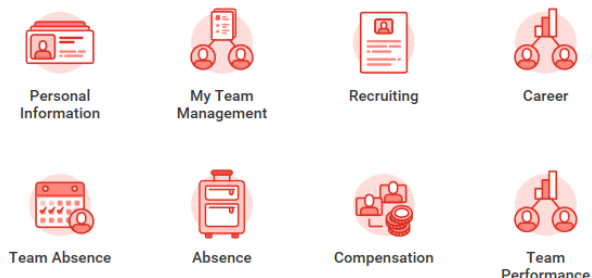 Personal
Information
My Team
Management
Recruiting
Career
Team Absence
Absence
Compensation
Team
Performance